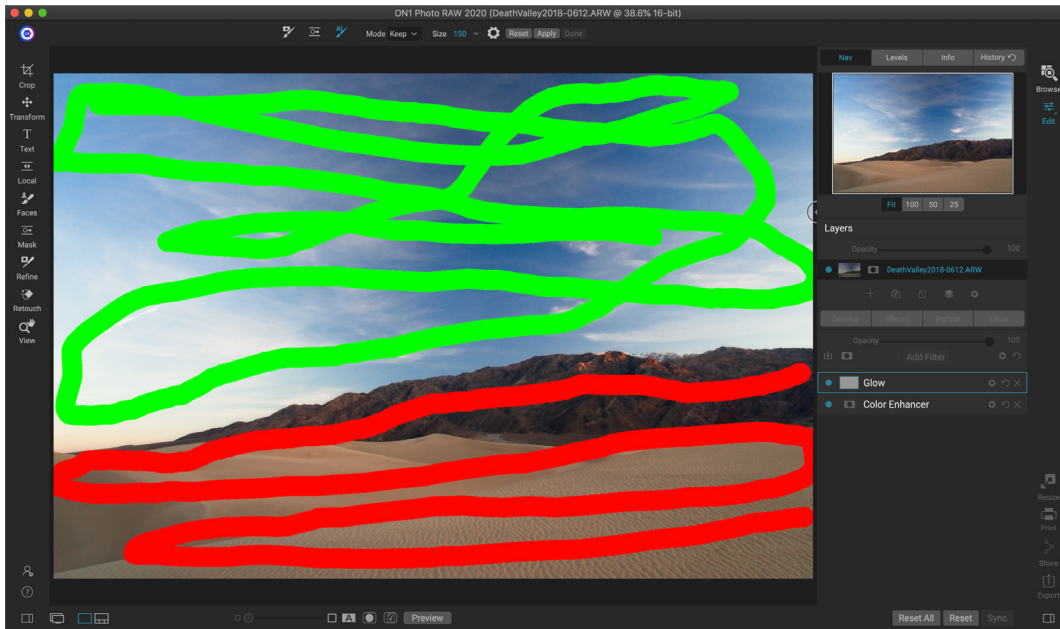 ON1 Photo RAW 2020 (DeathValley2018-0612.ARW @ 38.6% 16-bit)
AI Mode Keep Size 150 Reset Apply Done
Nav Levels Info History
Crop
Transform
Text
Local
Faces
Mask
Refine
Retouch
View
Browse
Edit
Fit 100 50 25
Layers
Opacity 100
DeathValley2018-0612.ARW
Develop Effects Portrait Local
Opacity 100
Add Filter
Glow
Color Enhancer
Resize
Print
Share
Export
A Preview
Reset All Reset Sync